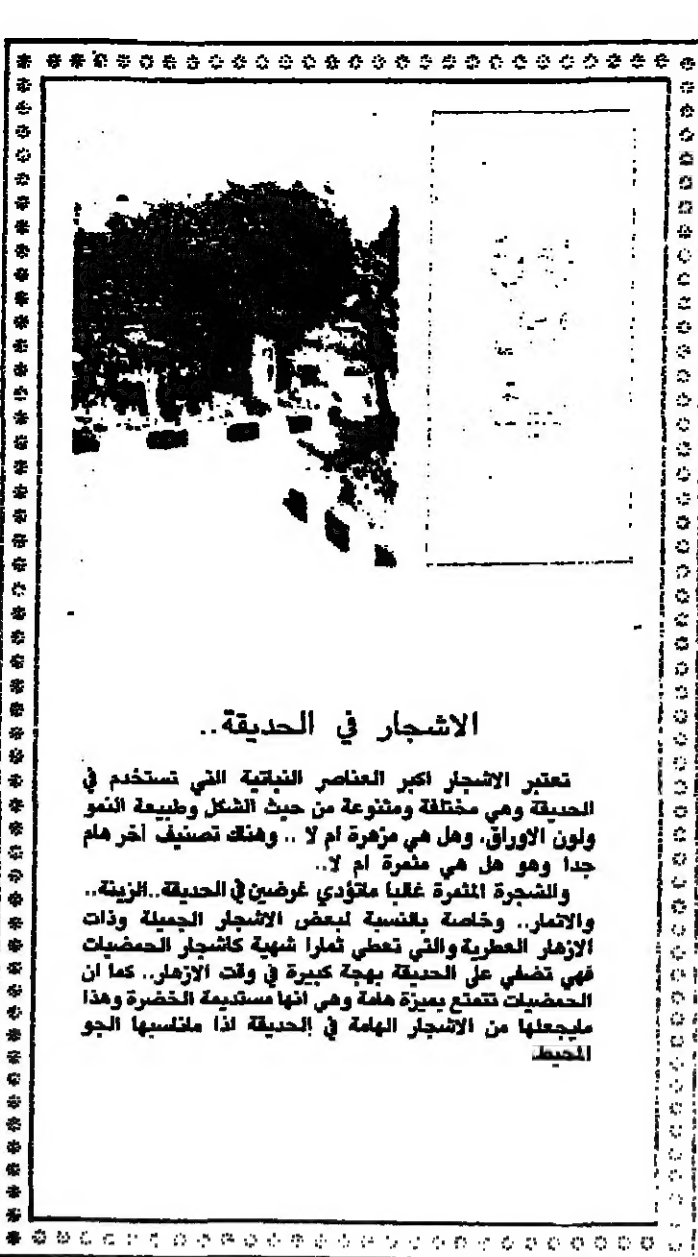 الاشجار في الحديقة..
تعتبر الاشجار اكبر العناصر النباتية التي تستخدم في
الحديقة وهي مختلفة ومتنوعة من حيث الشكل وطبيعة النمو
ولون الاوراق، وهل هي مزهرة ام لا .. وهناك تصنيف آخر هام
جدا وهو هل هي مثمرة ام لا..
والشجرة المثمرة غالبا ماتؤدي غرضين في الحديقة..الزينة..
والاثمار.. وخاصة بالنسبة لبعض الاشجار الجميلة وذات
الازهار العطرية والتي تعطي ثمارا شهية كأشجار الحمضيات
فهي تضفي على الحديقة بهجة كبيرة في وقت الازهار.. كما ان
الحمضيات تتمتع بميزة هامة وهي انها مستديمة الخضرة وهذا
مايجعلها من الاشجار الهامة في الحديقة اذا ماناسبها الجو
المحيط.